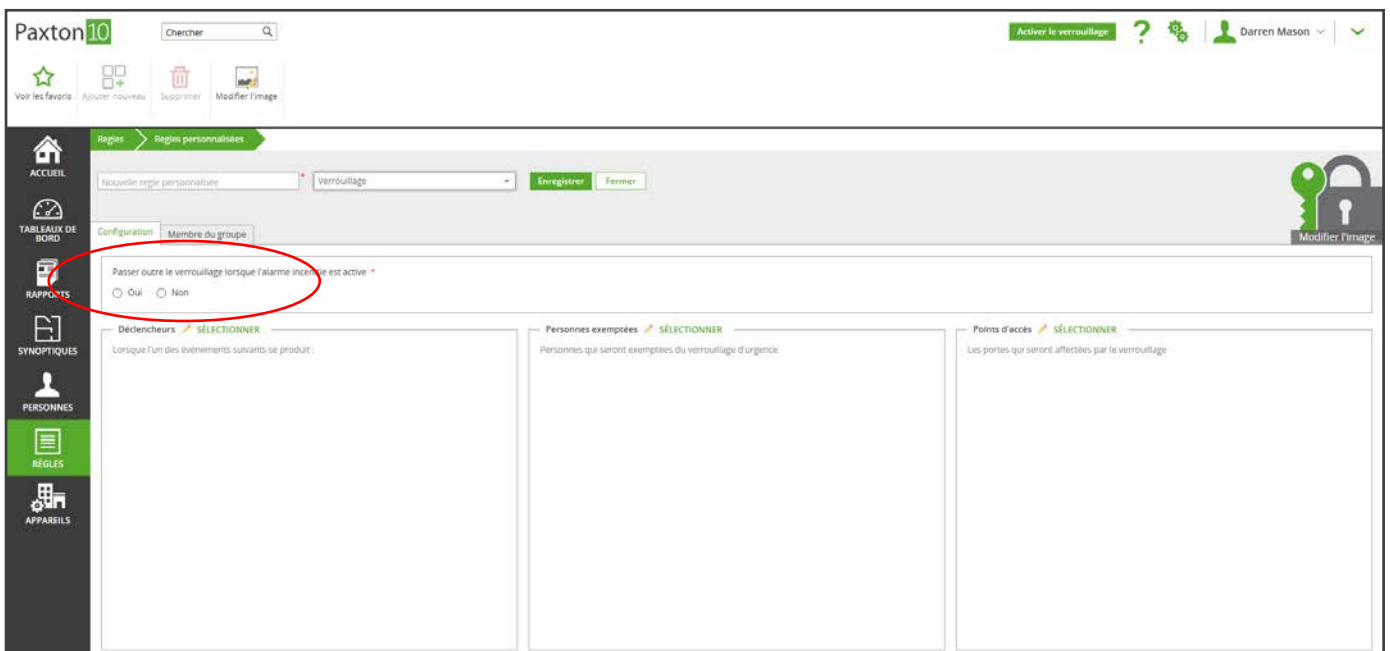 Paxton10
Chercher
Activer le verrouillage
?
Darren Mason
Voir les favoris
Ajouter nouveau
Supprimer
Modifier l'image
Règles
Règles personnalisées
Nouvelle règle personnalisée *
Verrouillage
Enregistrer
Fermer
Modifier l'image
Configuration
Membre du groupe
Passer outre le verrouillage lorsque l'alarme incendie est active *
Oui
Non
Déclencheurs SÉLECTIONNER
Lorsque l'un des événements suivants se produit :
Personnes exemptées SÉLECTIONNER
Personnes qui seront exemptées du verrouillage d'urgence
Points d'accès SÉLECTIONNER
Les portes qui seront affectées par le verrouillage
ACCUEIL
TABLEAUX DE
BORD
RAPPORTS
SYNOPTIQUES
PERSONNES
RÈGLES
APPAREILS